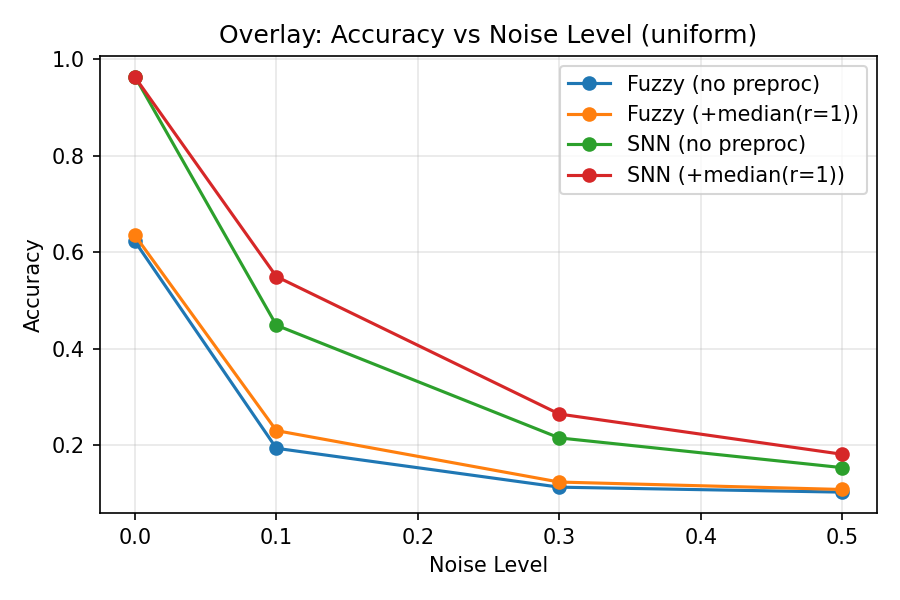 Overlay: Accuracy vs Noise Level (uniform)
Fuzzy (no preproc)
Fuzzy (+median(r=1))
SNN (no preproc)
SNN (+median(r=1))
Accuracy
1.0
0.8
0.6
0.4
0.2
0.0 0.1 0.2 0.3 0.4 0.5
Noise Level